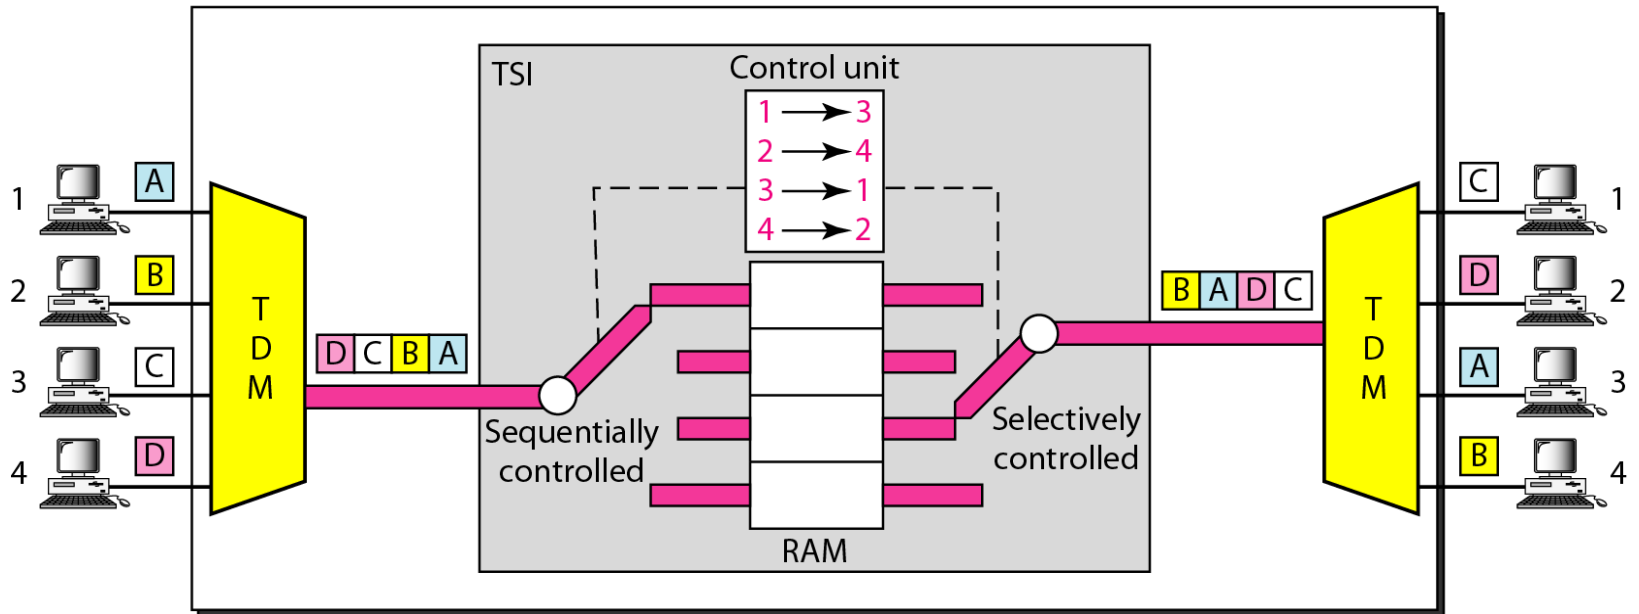 TSI
Control unit
1 → 3
2 → 4
3 → 1
4 → 2
1
A
2
B
3
C
4
D
T
D
M
D C B A
Sequentially
controlled
RAM
Selectively
controlled
B A D C
T
D
M
C
1
D
2
A
3
B
4